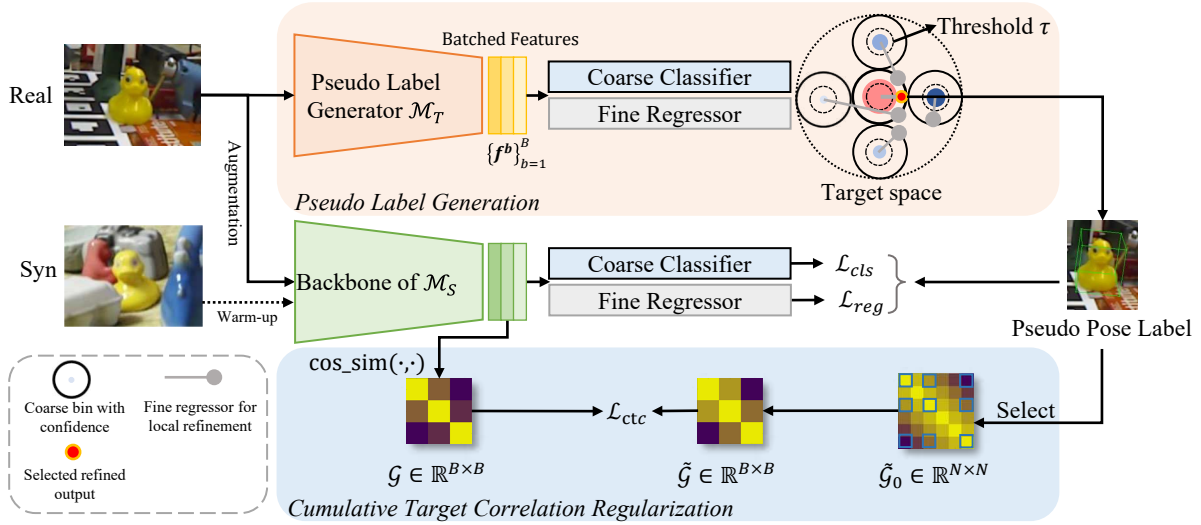 Real
Syn
Augmentation
Warm-up
Batched Features
Pseudo Label
Generator ℳ_T
{𝒇^𝒃}_{b=1}^{B}
Coarse Classifier
Fine Regressor
Threshold τ
Target space
Pseudo Label Generation
Backbone of ℳ_S
Coarse Classifier
Fine Regressor
ℒ_cls
ℒ_reg
Pseudo Pose Label
cos_sim(·,·)
ℒ_ctc
Select
𝒢 ∈ ℝ^{B×B}
𝒢̃ ∈ ℝ^{B×B}
𝒢̃_0 ∈ ℝ^{N×N}
Cumulative Target Correlation Regularization
Coarse bin with
confidence
Fine regressor for
local refinement
Selected refined
output